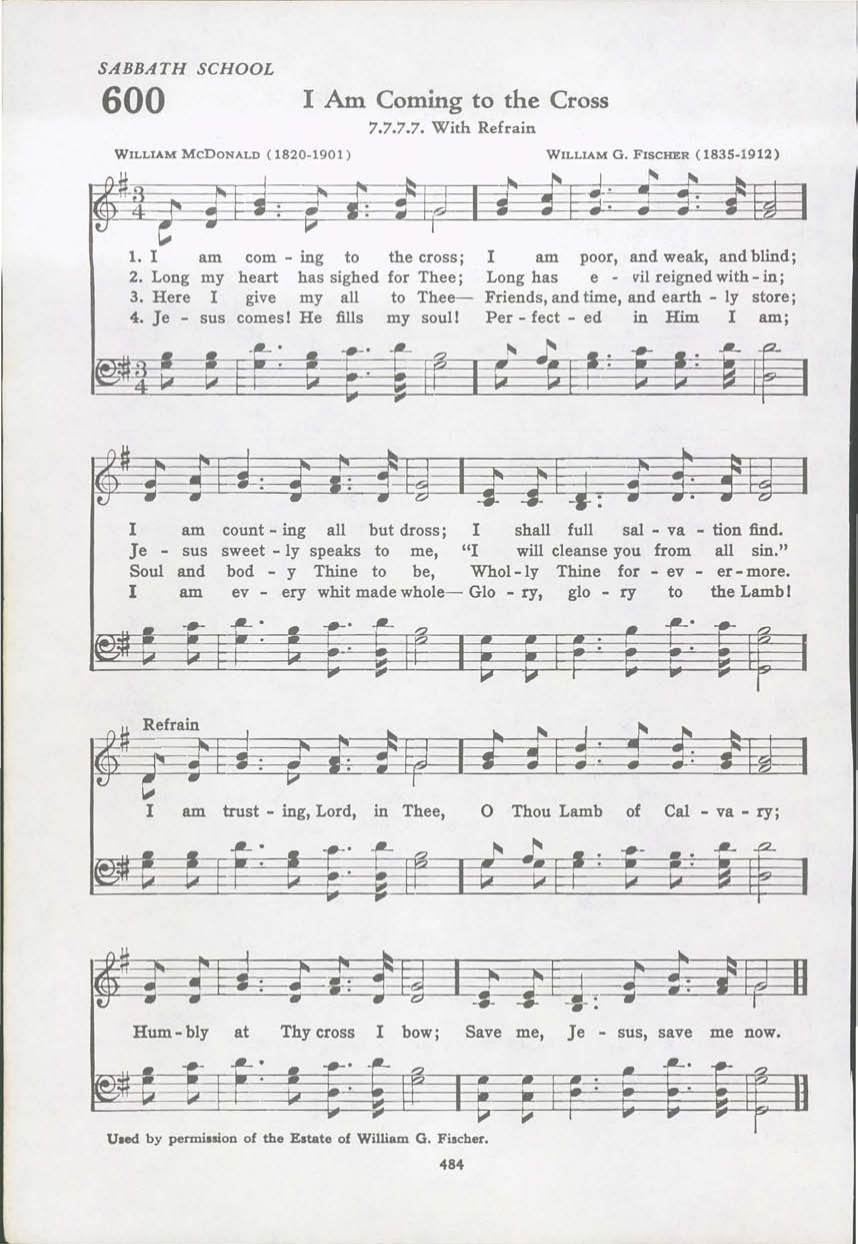 SABBATH SCHOOL
600 I Am Coming to the Cross
7.7.7.7. With Refrain
WILLIAM MCDONALD (1820-1901) WILLIAM G. FISCHER (1835-1912)
3 4
1. I am com - ing to the cross; I am poor, and weak, and blind;
2. Long my heart has sighed for Thee; Long has e - vil reigned with - in;
3. Here I give my all to Thee— Friends, and time, and earth - ly store;
4. Je - sus comes! He fills my soul! Per - fect - ed in Him I am;
3 4
I am count - ing all but dross; I shall full sal - va - tion find.
Je - sus sweet - ly speaks to me, “I will cleanse you from all sin.”
Soul and bod - y Thine to be, Whol - ly Thine for - ev - er - more.
I am ev - ery whit made whole— Glo - ry, glo - ry to the Lamb!
Refrain
I am trust - ing, Lord, in Thee, O Thou Lamb of Cal - va - ry;
Hum - bly at Thy cross I bow; Save me, Je - sus, save me now.
Used by permission of the Estate of William G. Fischer.
484